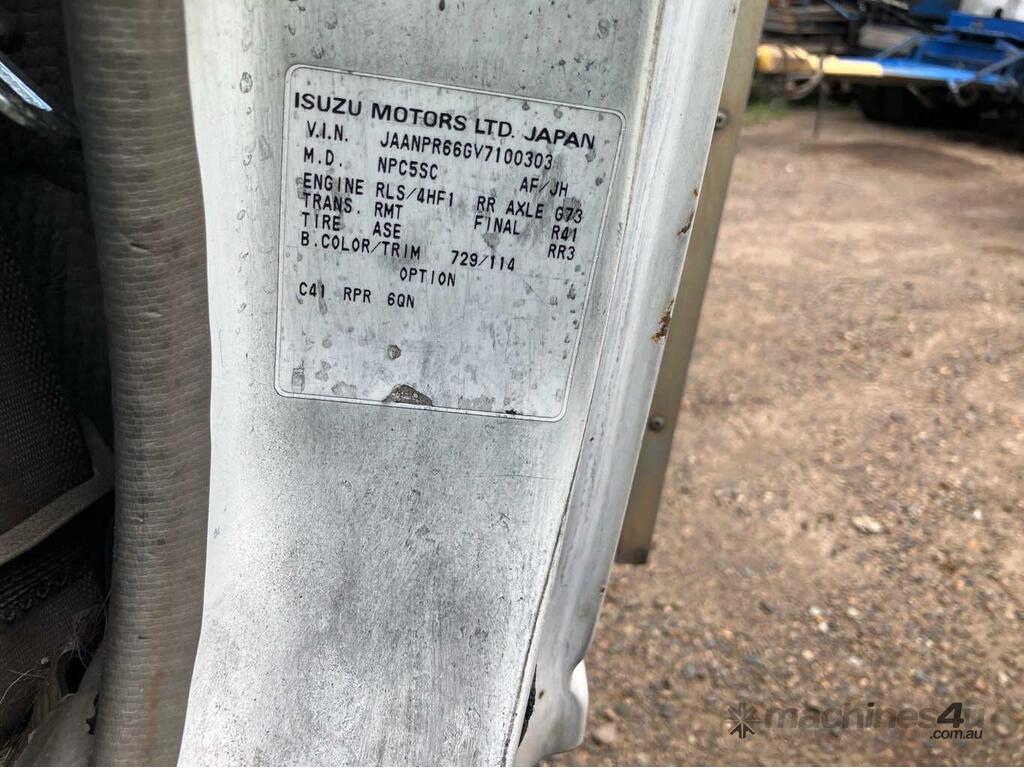 ISUZU MOTORS LTD. JAPAN
V.I.N. JAANPR66GV7100303
M.D. NPC5SC AF/JH
ENGINE RLS/4HF1 RR AXLE G73
TRANS. RMT FINAL R41
TIRE ASE RR3
B.COLOR/TRIM 729/114
OPTION
C41 RPR 6QN
machines4u
.com.au